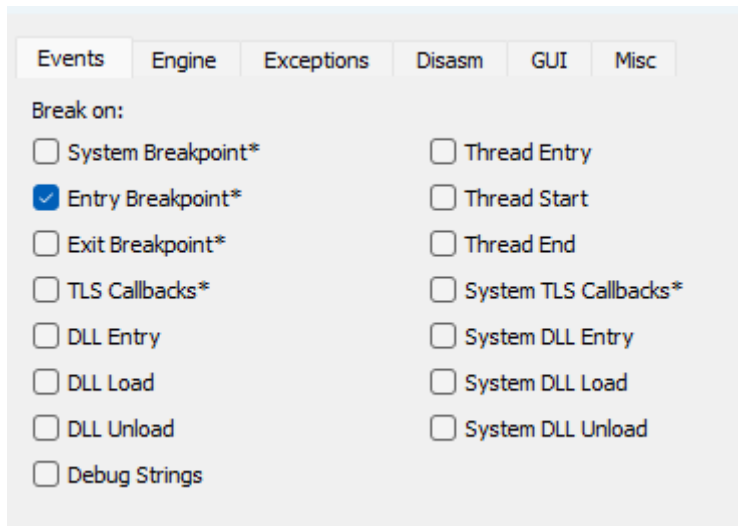 Events Engine Exceptions Disasm GUI Misc
Break on:
System Breakpoint* Thread Entry
Entry Breakpoint* Thread Start
Exit Breakpoint* Thread End
TLS Callbacks* System TLS Callbacks*
DLL Entry System DLL Entry
DLL Load System DLL Load
DLL Unload System DLL Unload
Debug Strings